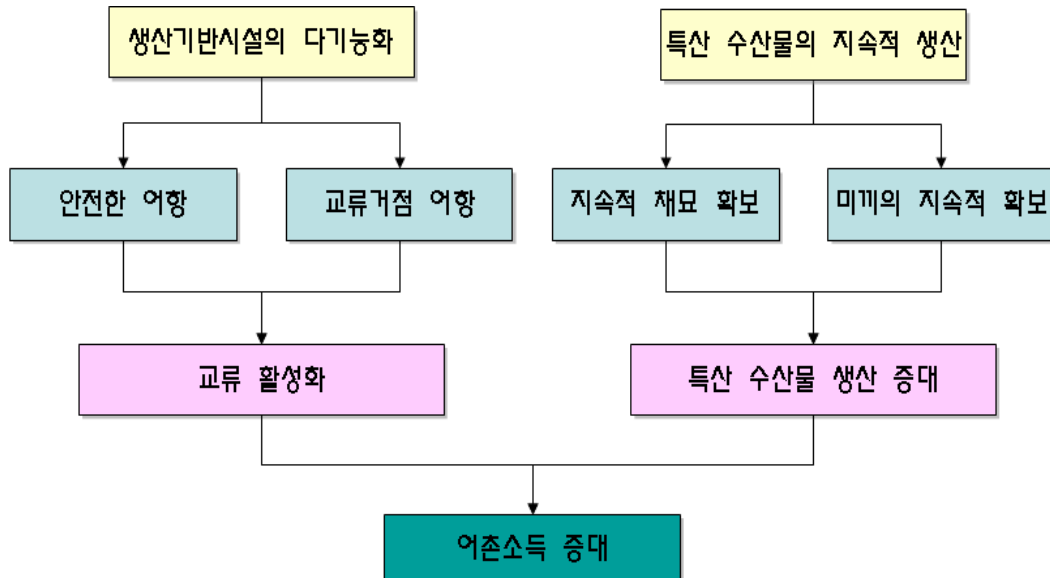 생산기반시설의 다기능화
특산 수산물의 지속적 생산
안전한 어항
교류거점 어항
지속적 채묘 확보
미끼의 지속적 확보
교류 활성화
특산 수산물 생산 증대
어촌소득 증대